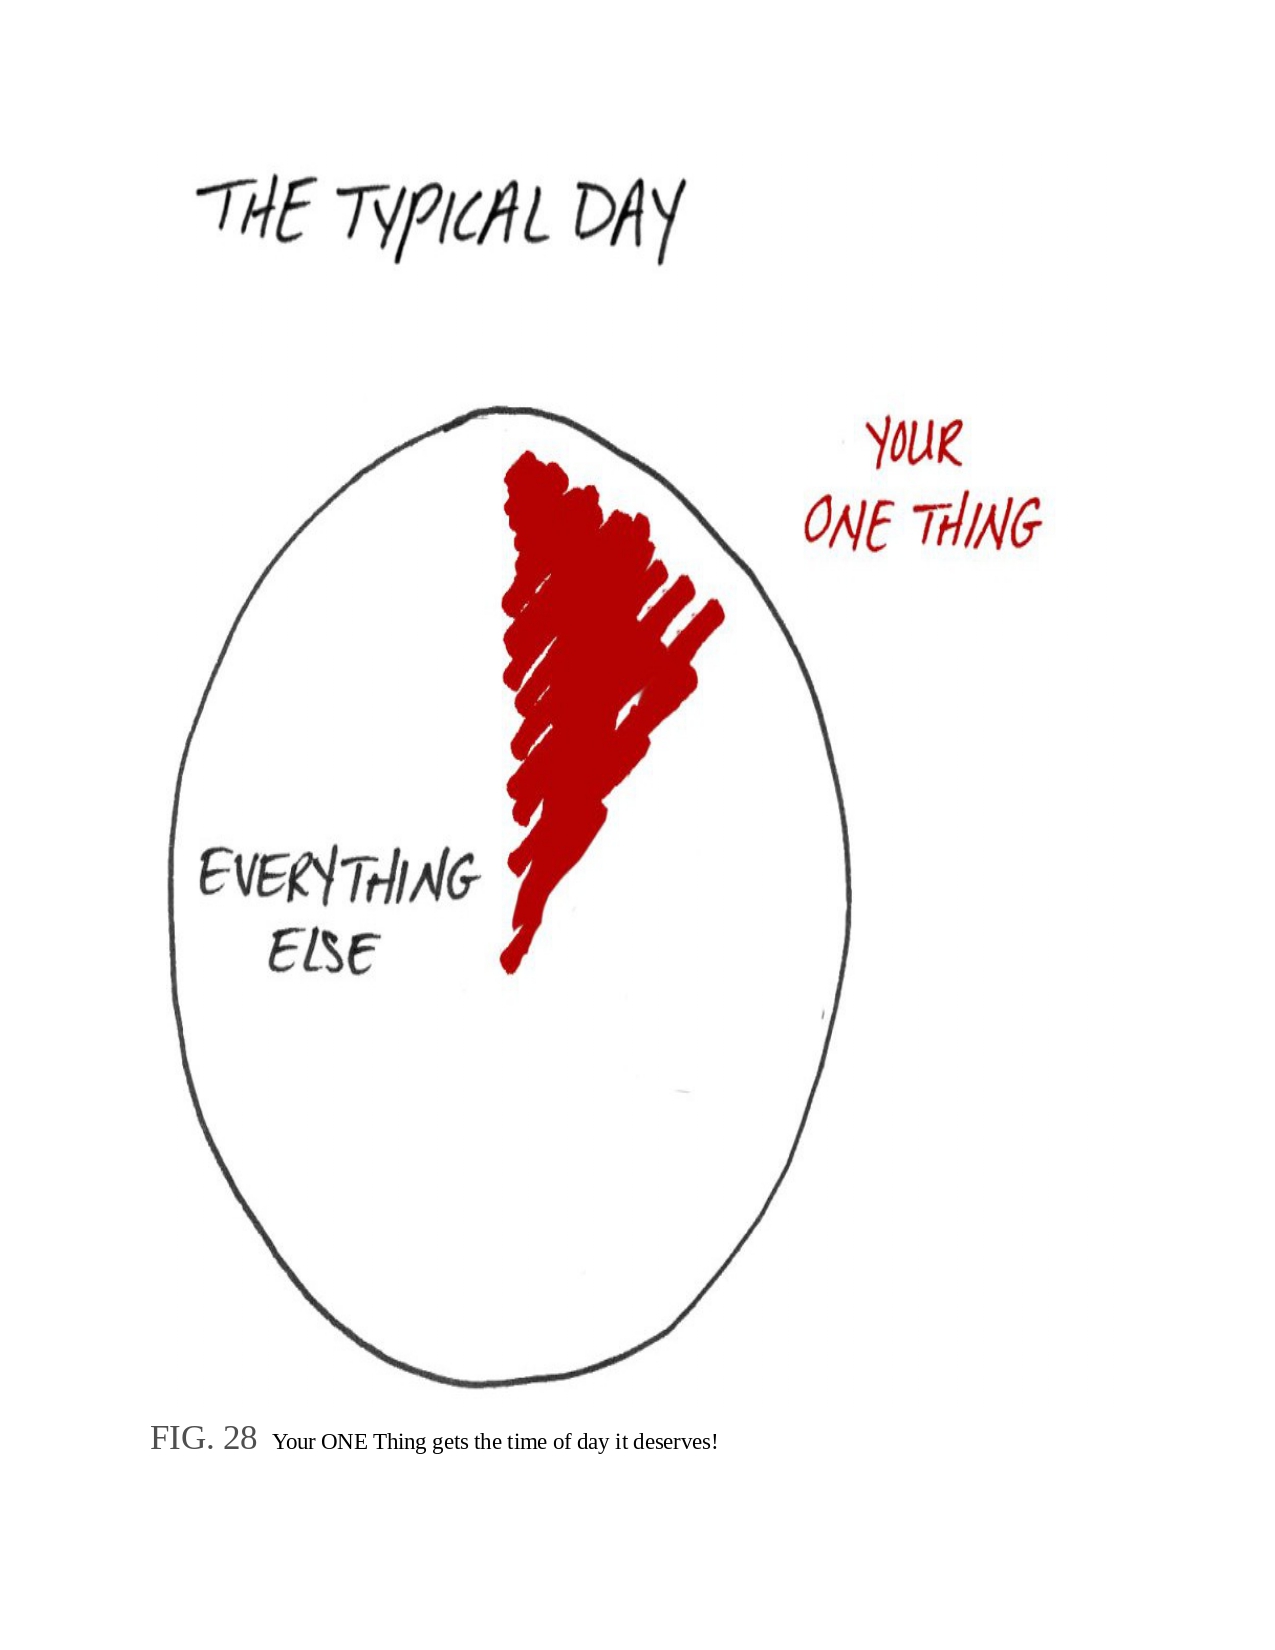 THE TYPICAL DAY
YOUR
ONE THING
EVERYTHING
ELSE
FIG. 28 Your ONE Thing gets the time of day it deserves!